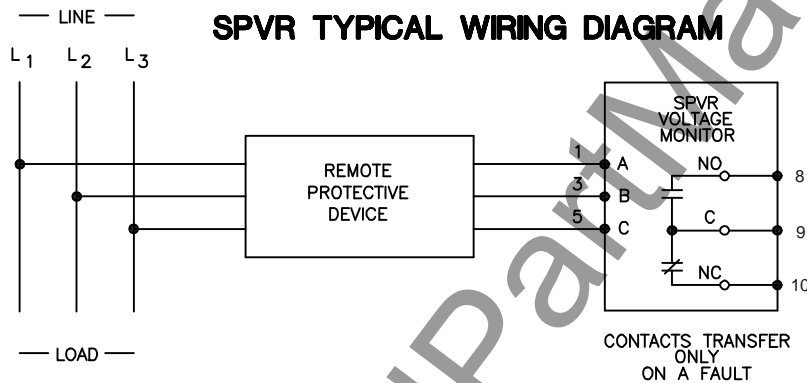 LINE
SPVR TYPICAL WIRING DIAGRAM
L1 L2 L3
SPVR
VOLTAGE
MONITOR
REMOTE
PROTECTIVE
DEVICE
1 A NO 8
3 B
5 C C 9
NC 10
LOAD
CONTACTS TRANSFER
ONLY
ON A FAULT